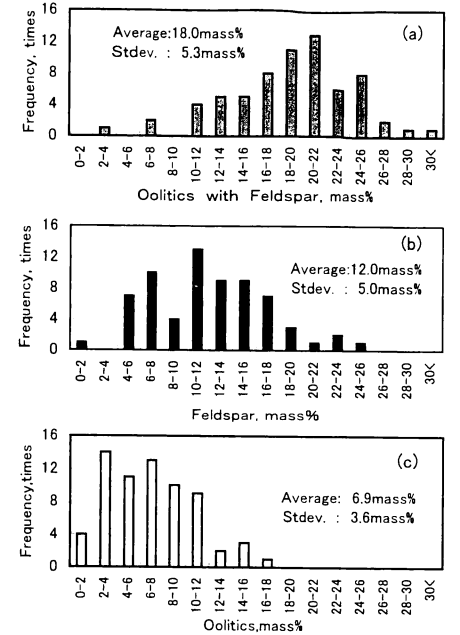 16
12
8
4
0
Frequency, times
(a)
Average:18.0mass%
Stdev. : 5.3mass%
0-2 2-4 4-6 6-8 8-10 10-12 12-14 14-16 16-18 18-20 20-22 22-24 24-26 26-28 28-30 30<
Oolitics with Feldspar, mass%
16
12
8
4
0
Frequency, times
(b)
Average:12.0mass%
Stdev. : 5.0mass%
0-2 2-4 4-6 6-8 8-10 10-12 12-14 14-16 16-18 18-20 20-22 22-24 24-26 26-28 28-30 30<
Feldspar, mass%
16
12
8
4
0
Frequency,times
(c)
Average: 6.9mass%
Stdev. : 3.6mass%
0-2 2-4 4-6 6-8 8-10 10-12 12-14 14-16 16-18 18-20 20-22 22-24 24-26 26-28 28-30 30<
Oolitics,mass%